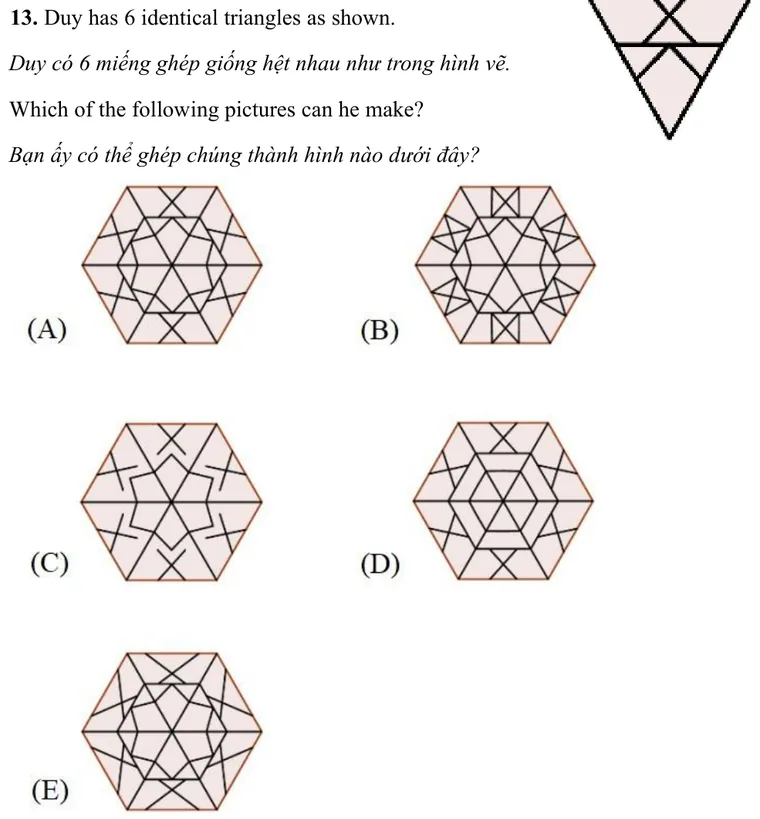 13. Duy has 6 identical triangles as shown.
Duy có 6 miếng ghép giống hệt nhau như trong hình vẽ.
Which of the following pictures can he make?
Bạn ấy có thể ghép chúng thành hình nào dưới đây?
(A) (B)
(C) (D)
(E)